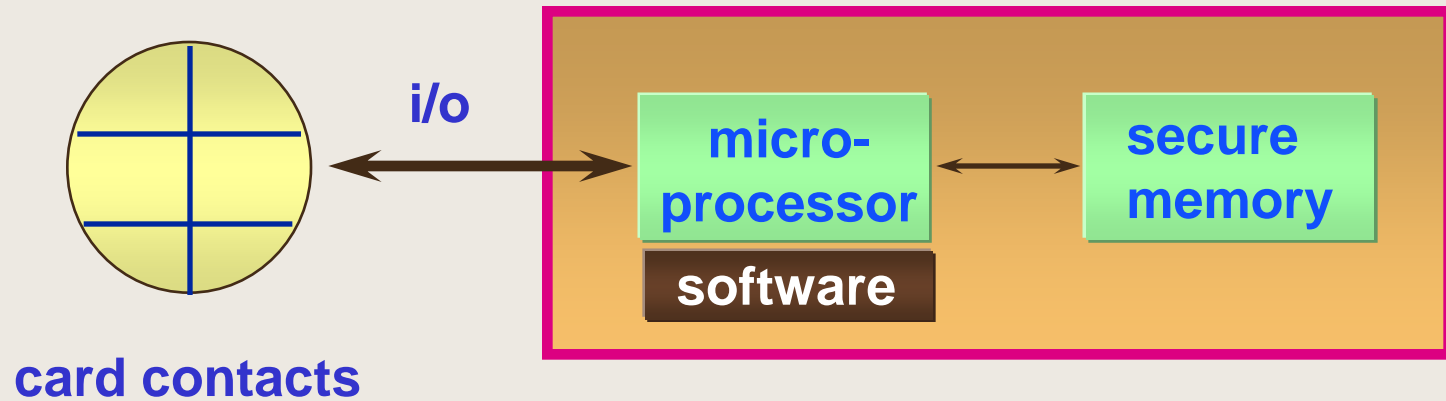 i/o
micro-
processor
secure
memory
software
card contacts